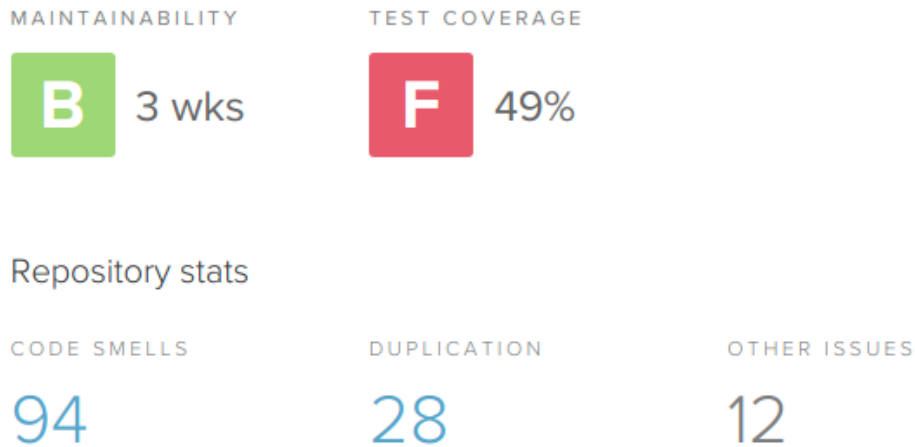 MAINTAINABILITY TEST COVERAGE
B 3 wks F 49%
Repository stats
CODE SMELLS DUPLICATION OTHER ISSUES
94 28 12